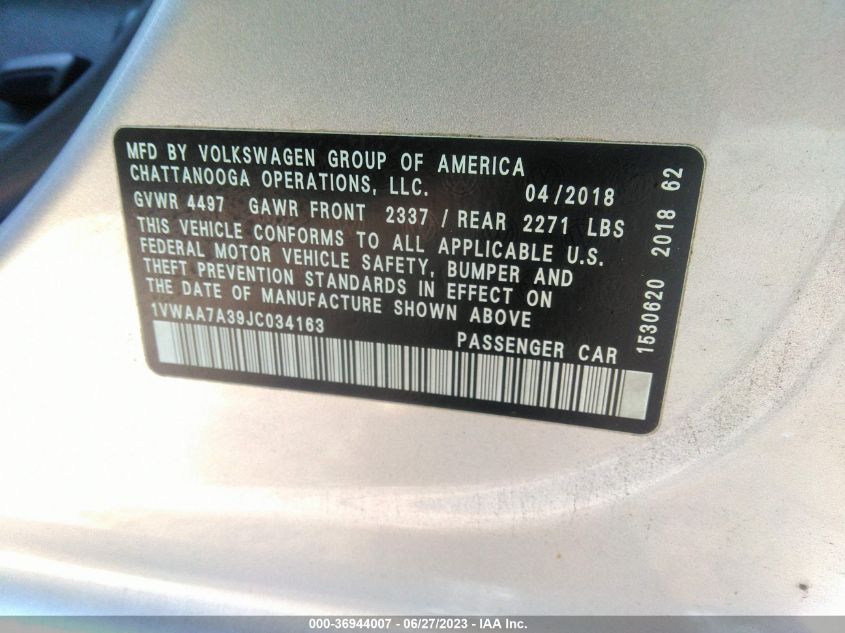 MFD BY VOLKSWAGEN GROUP OF AMERICA
CHATTANOOGA OPERATIONS, LLC. 04/2018
GVWR 4497 GAWR FRONT 2337 / REAR 2271 LBS
THIS VEHICLE CONFORMS TO ALL APPLICABLE U.S.
FEDERAL MOTOR VEHICLE SAFETY, BUMPER AND
THEFT PREVENTION STANDARDS IN EFFECT ON
THE DATE OF MANUFACTURE SHOWN ABOVE
1VWAA7A39JC034163
PASSENGER CAR
1530620 2018 62
000-36944007 - 06/27/2023 - IAA Inc.